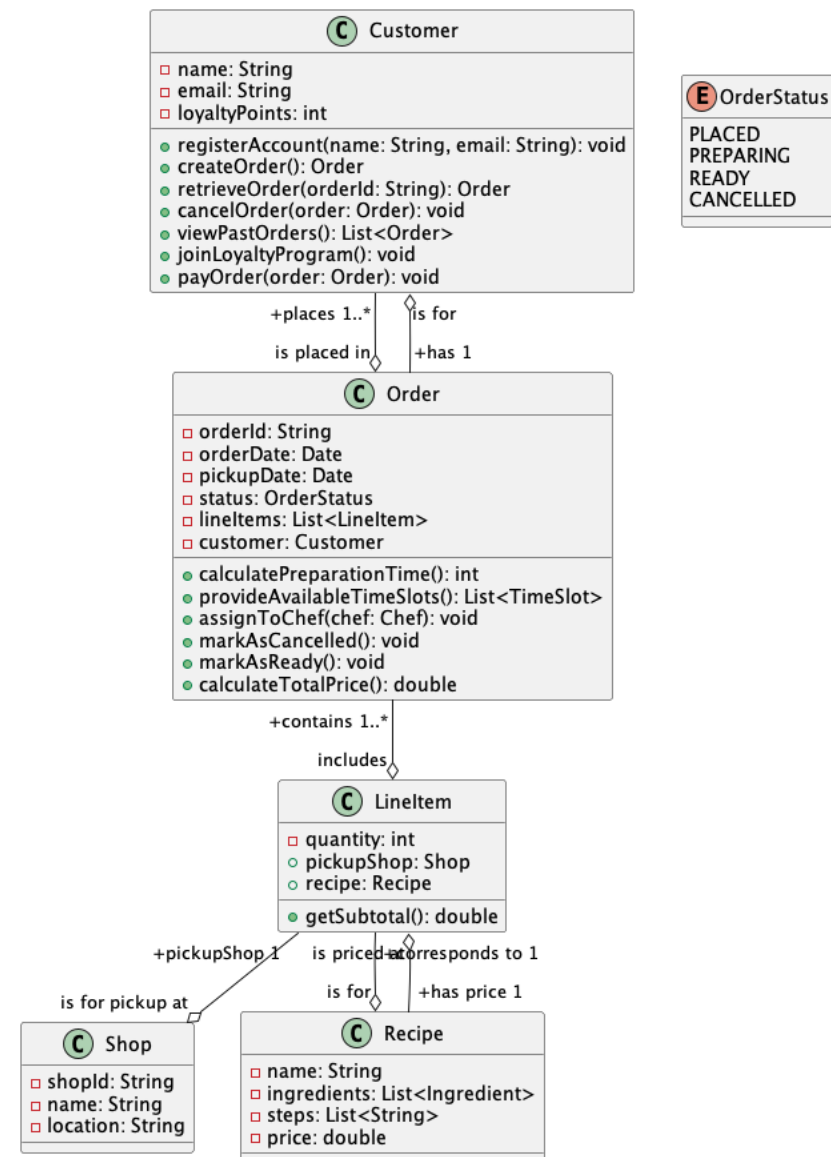 C Customer
name: String
email: String
loyaltyPoints: int
registerAccount(name: String, email: String): void
createOrder(): Order
retrieveOrder(orderId: String): Order
cancelOrder(order: Order): void
viewPastOrders(): List<Order>
joinLoyaltyProgram(): void
payOrder(order: Order): void
E OrderStatus
PLACED
PREPARING
READY
CANCELLED
+places 1..*
is for
is placed in
+has 1
C Order
orderId: String
orderDate: Date
pickupDate: Date
status: OrderStatus
lineItems: List<LineItem>
customer: Customer
calculatePreparationTime(): int
provideAvailableTimeSlots(): List<TimeSlot>
assignToChef(chef: Chef): void
markAsCancelled(): void
markAsReady(): void
calculateTotalPrice(): double
+contains 1..*
includes
C LineItem
quantity: int
pickupShop: Shop
recipe: Recipe
getSubtotal(): double
+pickupShop 1
is priced at
+corresponds to 1
is for pickup at
is for
+has price 1
C Shop
shopId: String
name: String
location: String
C Recipe
name: String
ingredients: List<Ingredient>
steps: List<String>
price: double